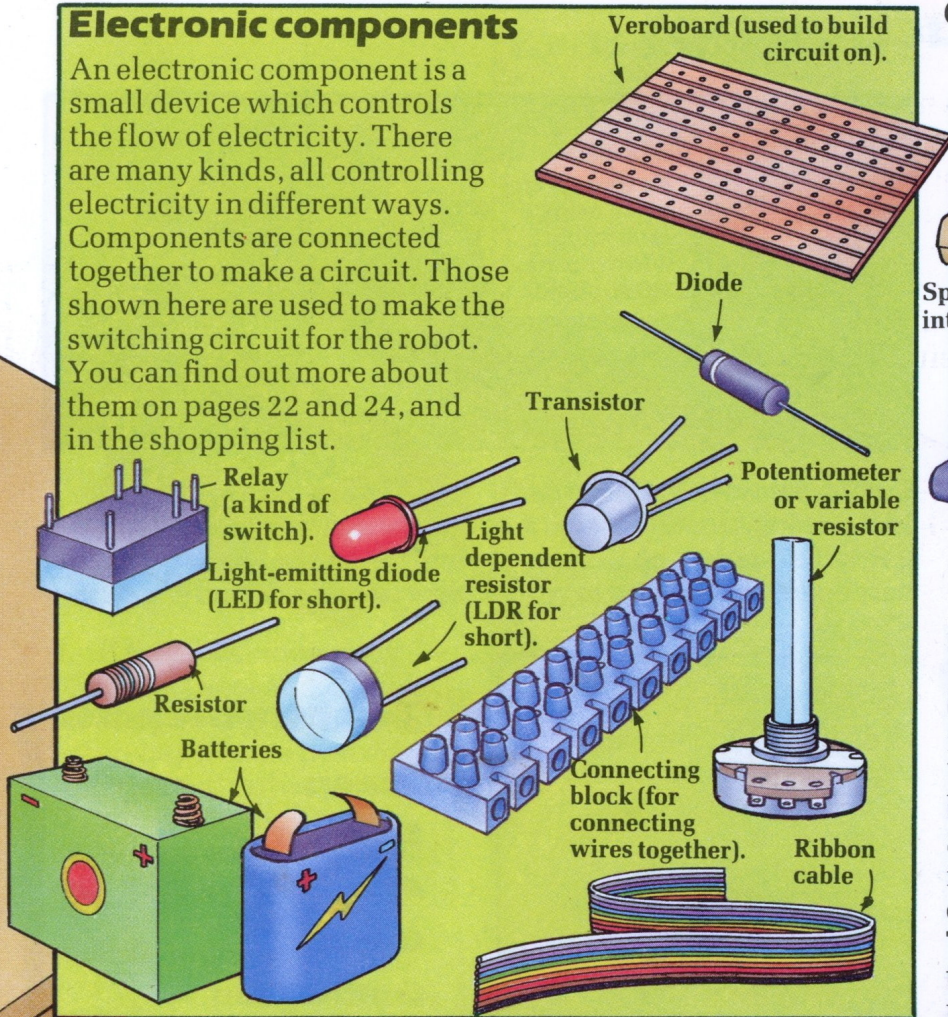 Electronic components
An electronic component is a
small device which controls
the flow of electricity. There
are many kinds, all controlling
electricity in different ways.
Components are connected
together to make a circuit. Those
shown here are used to make the
switching circuit for the robot.
You can find out more about
them on pages 22 and 24, and
in the shopping list.
Veroboard (used to build
circuit on).
Diode
Transistor
Potentiometer
or variable
resistor
Relay
(a kind of
switch).
Light-emitting diode
(LED for short).
Light
dependent
resistor
(LDR for
short).
Resistor
Batteries
Connecting
block (for
connecting
wires together).
Ribbon
cable
-
+
+
-
Sp
int